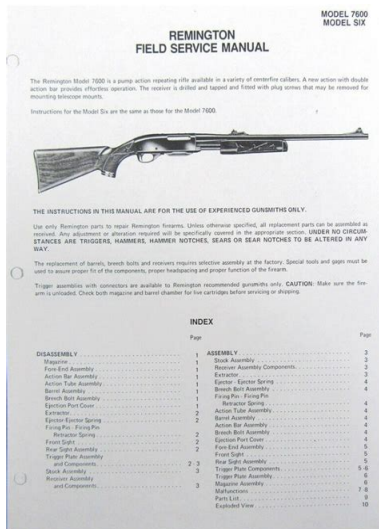 MODEL 7600
MODEL SIX
REMINGTON
FIELD SERVICE MANUAL
The Remington Model 7600 is a pump action repeating rifle available in a variety of centerfire calibers. A new action with double
action bar provides effortless operation. The receiver is drilled and tapped and fitted with plug screws that may be removed for
mounting telescope mounts.
Instructions for the Model Six are the same as those for the Model 7600.
THE INSTRUCTIONS IN THIS MANUAL ARE FOR THE USE OF EXPERIENCED GUNSMITHS ONLY.
Use only Remington parts to repair Remington firearms. Unless otherwise specified, all replacement parts can be assembled as
received. Any adjustment or alteration required will be specifically covered in the appropriate section. UNDER NO CIRCUM-
STANCES ARE TRIGGERS, HAMMERS, HAMMER NOTCHES, SEARS OR SEAR NOTCHES TO BE ALTERED IN ANY
WAY.
The replacement of barrels, breech bolts and receivers requires selective assembly at the factory. Special tools and gages must be
used to assure proper fit of the components, proper headspacing and proper function of the firearm.
Trigger assemblies with connectors are available to Remington recommended gunsmiths only. CAUTION: Make sure the fire-
arm is unloaded. Check both magazine and barrel chamber for live cartridges before servicing or shipping.
INDEX
Page
DISASSEMBLY 1
Magazine 1
Fore-End Assembly 1
Action Bar Assembly 1
Action Tube Assembly 1
Barrel Assembly 1
Breech Bolt Assembly 1
Ejection Port Cover 1
Extractor 2
Ejector-Ejector Spring 2
Firing Pin - Firing Pin
Retractor Spring 2
Front Sight 2
Rear Sight Assembly 2
Trigger Plate Assembly
and Components 2-3
Stock Assembly 3
Receiver Assembly
and Components 3
Page
ASSEMBLY 3
Stock Assembly 3
Receiver Assembly Components 3
Extractor 3
Ejector - Ejector Spring 4
Breech Bolt Assembly 4
Firing Pin - Firing Pin
Retractor Spring 4
Action Tube Assembly 4
Barrel Assembly 4
Action Bar Assembly 4
Breech Bolt Assembly 4
Ejection Port Cover 4
Fore-End Assembly 5
Front Sight 5
Rear Sight Assembly 5
Trigger Plate Components 5-6
Trigger Plate Assembly 6
Magazine Assembly 6
Malfunctions 7-8
Parts List 9
Exploded View 10